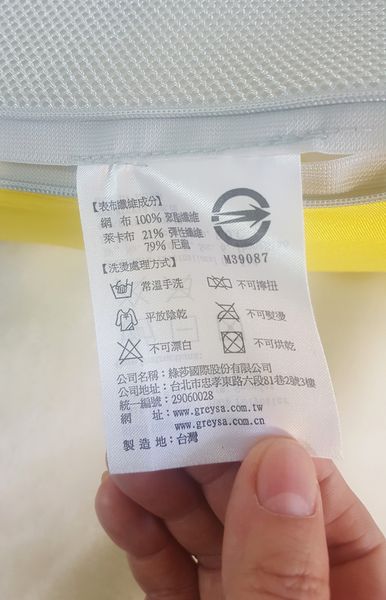 【表布纖維成分】
網 布 100% 聚酯纖維
萊卡布 21% 彈性纖維
79% 尼龍
M39087
【洗燙處理方式】
常溫手洗 不可擰扭
平放陰乾 不可熨燙
不可漂白 不可烘乾
公司名稱：綠莎國際股份有限公司
公司地址：台北市忠孝東路六段81巷2號3樓
統一編號：29060028
網 址：www.greysa.com.tw
www.greysa.com.cn
製 造 地：台灣